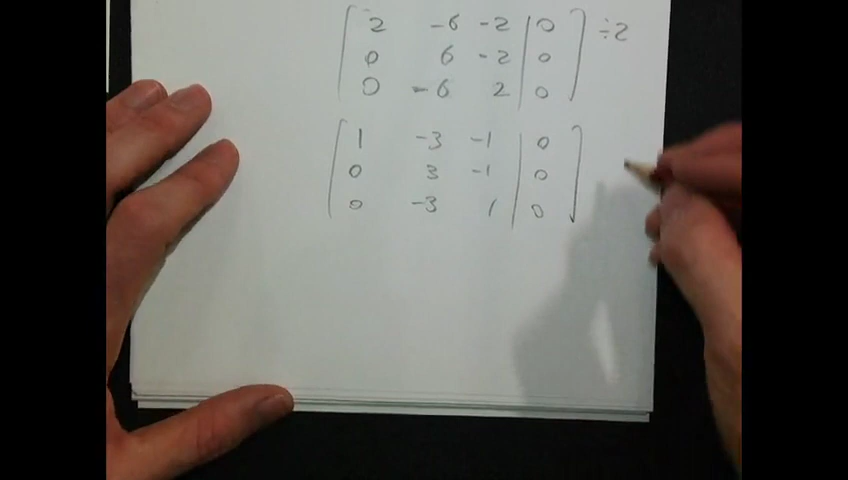 2 -6 -2 | 0 ÷2
0 6 -2 | 0
0 -6 2 | 0
1 -3 -1 | 0
0 3 -1 | 0
0 -3 1 | 0